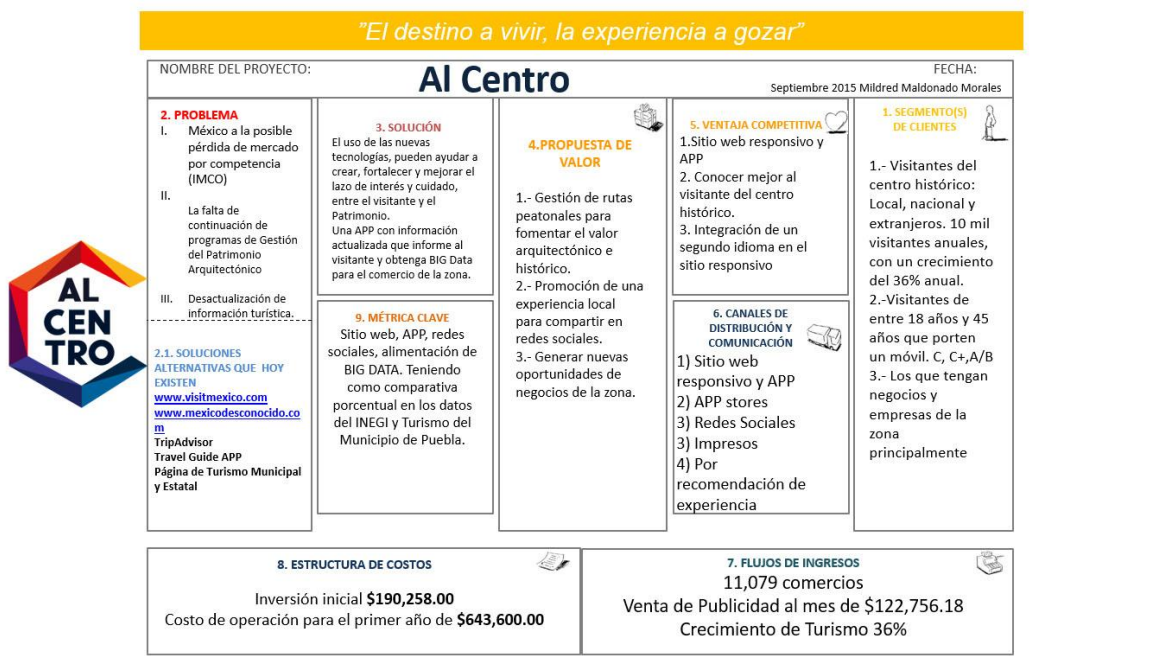 ”El destino a vivir, la experiencia a gozar”
NOMBRE DEL PROYECTO:
Al Centro
FECHA:
Septiembre 2015 Mildred Maldonado Morales
2. PROBLEMA
I. México a la posible
pérdida de mercado
por competencia
(IMCO)
II.
La falta de
continuación de
programas de Gestión
del Patrimonio
Arquitectónico
III. Desactualización de
información turística.
2.1. SOLUCIONES
ALTERNATIVAS QUE HOY
EXISTEN
www.visitmexico.com
www.mexicodesconocido.co
m
TripAdvisor
Travel Guide APP
Página de Turismo Municipal
y Estatal
3. SOLUCIÓN
El uso de las nuevas
tecnologías, pueden ayudar a
crear, fortalecer y mejorar el
lazo de interés y cuidado,
entre el visitante y el
Patrimonio.
Una APP con información
actualizada que informe al
visitante y obtenga BIG Data
para el comercio de la zona.
9. MÉTRICA CLAVE
Sitio web, APP, redes
sociales, alimentación de
BIG DATA. Teniendo
como comparativa
porcentual en los datos
del INEGI y Turismo del
Municipio de Puebla.
4.PROPUESTA DE
VALOR
1.- Gestión de rutas
peatonales para
fomentar el valor
arquitectónico e
histórico.
2.- Promoción de una
experiencia local
para compartir en
redes sociales.
3.- Generar nuevas
oportunidades de
negocios de la zona.
5. VENTAJA COMPETITIVA
1.Sitio web responsivo y
APP
2. Conocer mejor al
visitante del centro
histórico.
3. Integración de un
segundo idioma en el
sitio responsivo
6. CANALES DE
DISTRIBUCIÓN Y
COMUNICACIÓN
1) Sitio web
responsivo y APP
2) APP stores
3) Redes Sociales
3) Impresos
4) Por
recomendación de
experiencia
1. SEGMENTO(S)
DE CLIENTES
1.- Visitantes del
centro histórico:
Local, nacional y
extranjeros. 10 mil
visitantes anuales,
con un crecimiento
del 36% anual.
2.-Visitantes de
entre 18 años y 45
años que porten
un móvil. C, C+,A/B
3.- Los que tengan
negocios y
empresas de la
zona
principalmente
AL
CEN
TRO
8. ESTRUCTURA DE COSTOS
Inversión inicial $190,258.00
Costo de operación para el primer año de $643,600.00
7. FLUJOS DE INGRESOS
11,079 comercios
Venta de Publicidad al mes de $122,756.18
Crecimiento de Turismo 36%